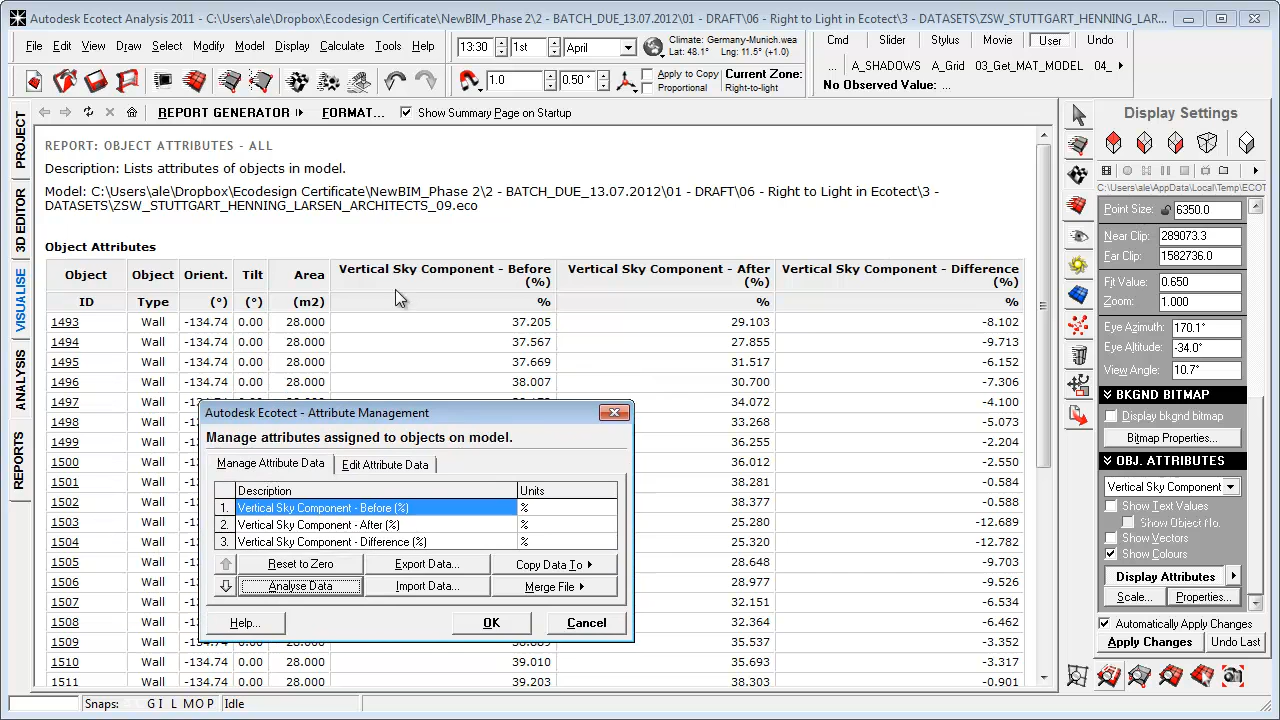 Autodesk Ecotect Analysis 2011 - C:\Users\ale\Dropbox\Ecodesign Certificate\NewBIM_Phase 2\2 - BATCH_DUE_13.07.2012\01 - DRAFT\06 - Right to Light in Ecotect\3 - DATASETS\ZSW_STUTTGART_HENNING_LARSEN_ARCHITECTS_09.eco
File Edit View Draw Select Modify Model Display Calculate Tools Help
13:30 1st April
Climate: Germany-Munich.wea
Lat: 48.1° Lng: 11.5° (+1.0)
Cmd Slider Stylus Movie User Undo
A_SHADOWS A_Grid 03_Get_MAT_MODEL 04_
No Observed Value: ...
1.0 0.50°
Apply to Copy
Proportional
Current Zone:
Right-to-light
PROJECT
3D EDITOR
VISUALISE
ANALYSIS
REPORTS
REPORT GENERATOR FORMAT... Show Summary Page on Startup
REPORT: OBJECT ATTRIBUTES - ALL
Description: Lists attributes of objects in model.
Model: C:\Users\ale\Dropbox\Ecodesign Certificate\NewBIM_Phase 2\2 - BATCH_DUE_13.07.2012\01 - DRAFT\06 - Right to Light in Ecotect\3 -
DATASETS\ZSW_STUTTGART_HENNING_LARSEN_ARCHITECTS_09.eco
Object Attributes
Object Object Orient. Tilt Area Vertical Sky Component - Before (%) Vertical Sky Component - After (%) Vertical Sky Component - Difference (%)
ID Type (°) (°) (m2) % % %
1493 Wall -134.74 0.00 28.000 37.205 29.103 -8.102
1494 Wall -134.74 0.00 28.000 37.567 27.855 -9.713
1495 Wall -134.74 0.00 28.000 37.669 31.517 -6.152
1496 Wall -134.74 0.00 28.000 38.007 30.700 -7.306
1497 Wall 34.072 -4.100
1498 Wall 33.268 -5.073
1499 Wall 36.255 -2.204
1500 Wall 36.012 -2.550
1501 Wall 38.281 -0.584
1502 Wall 38.377 -0.588
1503 Wall 25.280 -12.689
1504 Wall 25.320 -12.782
1505 Wall 28.648 -9.703
1506 Wall 28.977 -9.526
1507 Wall 32.151 -6.534
1508 Wall 32.364 -6.462
1509 Wall 35.537 -3.352
1510 Wall -134.74 0.00 28.000 39.010 35.693 -3.317
1511 Wall -134.74 0.00 28.000 39.203 38.303 -0.901
Autodesk Ecotect - Attribute Management
Manage attributes assigned to objects on model.
Manage Attribute Data Edit Attribute Data
Description Units
1. Vertical Sky Component - Before (%) %
2. Vertical Sky Component - After (%) %
3. Vertical Sky Component - Difference (%) %
Reset to Zero Export Data... Copy Data To
Analyse Data Import Data... Merge File
Help... OK Cancel
Display Settings
C:\Users\ale\AppData\Local\Temp\ECOT
Point Size: 6350.0
Near Clip: 289073.3
Far Clip: 1582736.0
Fit Value: 0.650
Zoom: 1.000
Eye Azimuth: 170.1°
Eye Altitude: -34.0°
View Angle: 10.7°
BKGND BITMAP
Display bkgnd bitmap
Bitmap Properties...
OBJ. ATTRIBUTES
Vertical Sky Component
Show Text Values
Show Object No.
Show Vectors
Show Colours
Display Attributes
Scale... Properties...
Automatically Apply Changes
Apply Changes Undo Last
Snaps: G I L M O P Idle